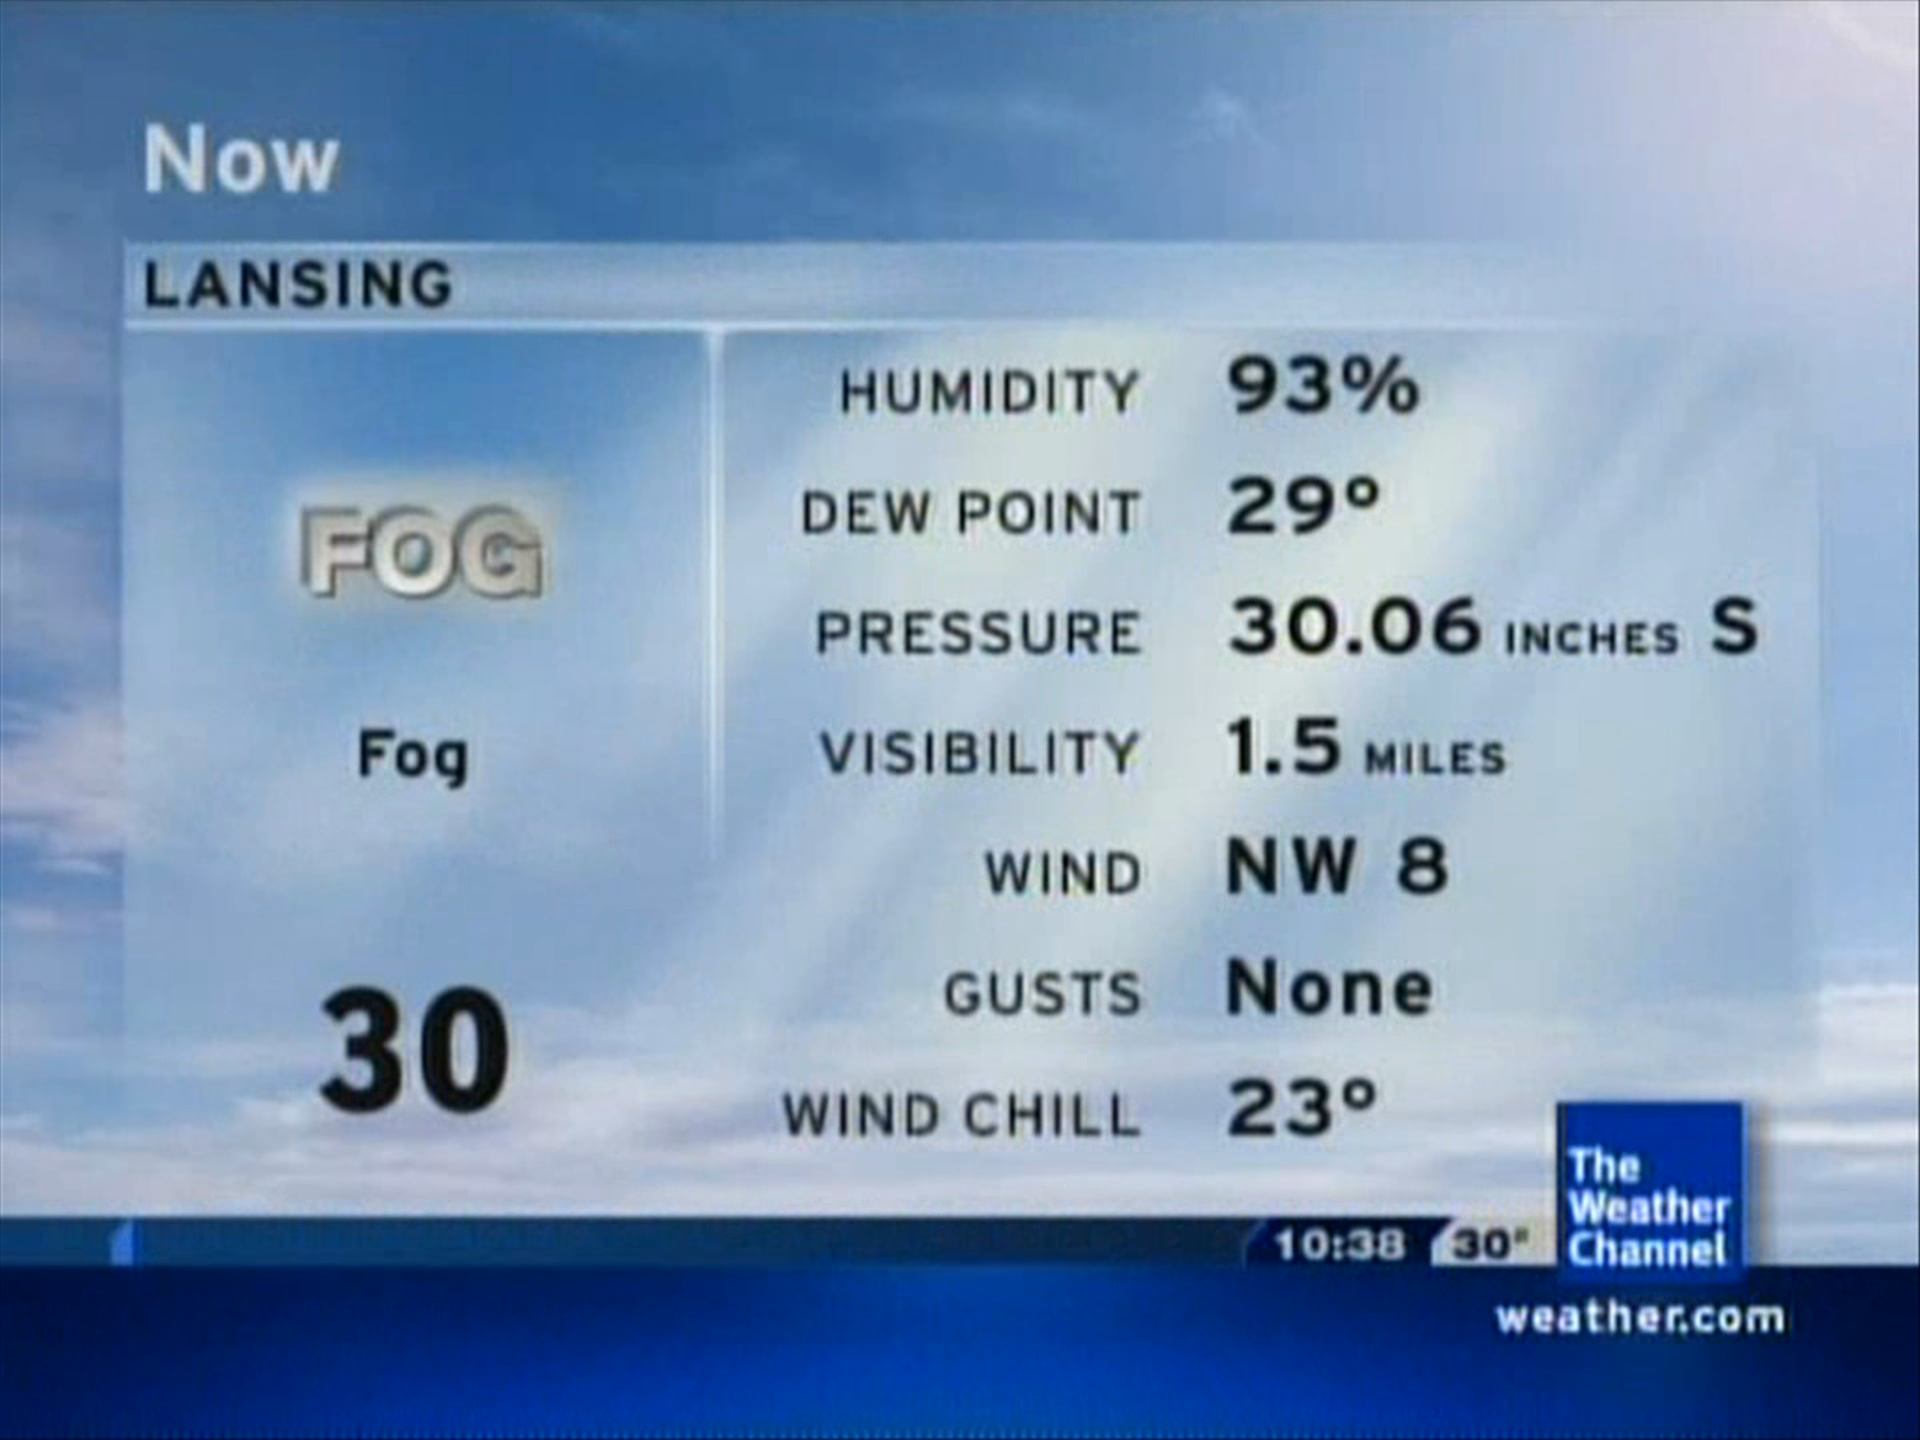 Now
LANSING
FOG
Fog
30
HUMIDITY 93%
DEW POINT 29°
PRESSURE 30.06 INCHES S
VISIBILITY 1.5 MILES
WIND NW 8
GUSTS None
WIND CHILL 23°
10:38 30°
The
Weather
Channel
weather.com